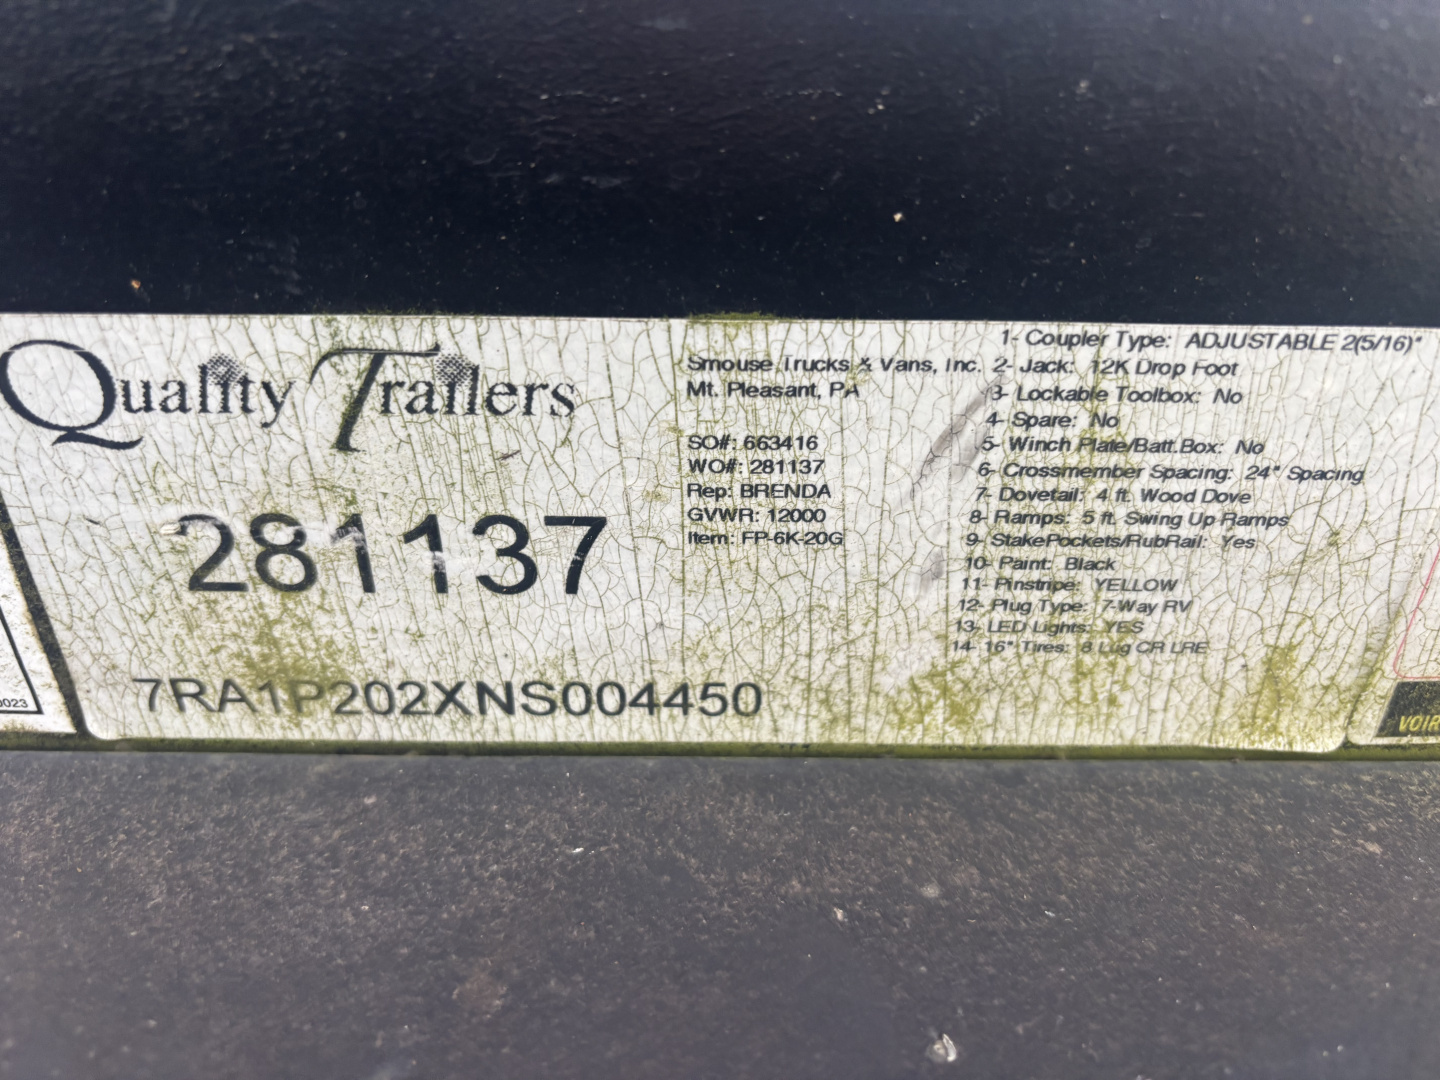 Quality Trailers
281137
7RA1P202XNS004450
Smouse Trucks & Vans, Inc.
Mt. Pleasant, PA
SO#: 663416
WO#: 281137
Rep: BRENDA
GVWR: 12000
Item: FP-6K-20G
1- Coupler Type: ADJUSTABLE 2(5/16)"
2- Jack: 12K Drop Foot
3- Lockable Toolbox: No
4- Spare: No
5- Winch Plate/Batt.Box: No
6- Crossmember Spacing: 24" Spacing
7- Dovetail: 4 ft. Wood Dove
8- Ramps: 5 ft. Swing Up Ramps
9- StakePockets/RubRail: Yes
10- Paint: Black
11- Pinstripe: YELLOW
12- Plug Type: 7-Way RV
13- LED Lights: YES
14- 16" Tires: 8 Lug CR LRE
0023
VOIR